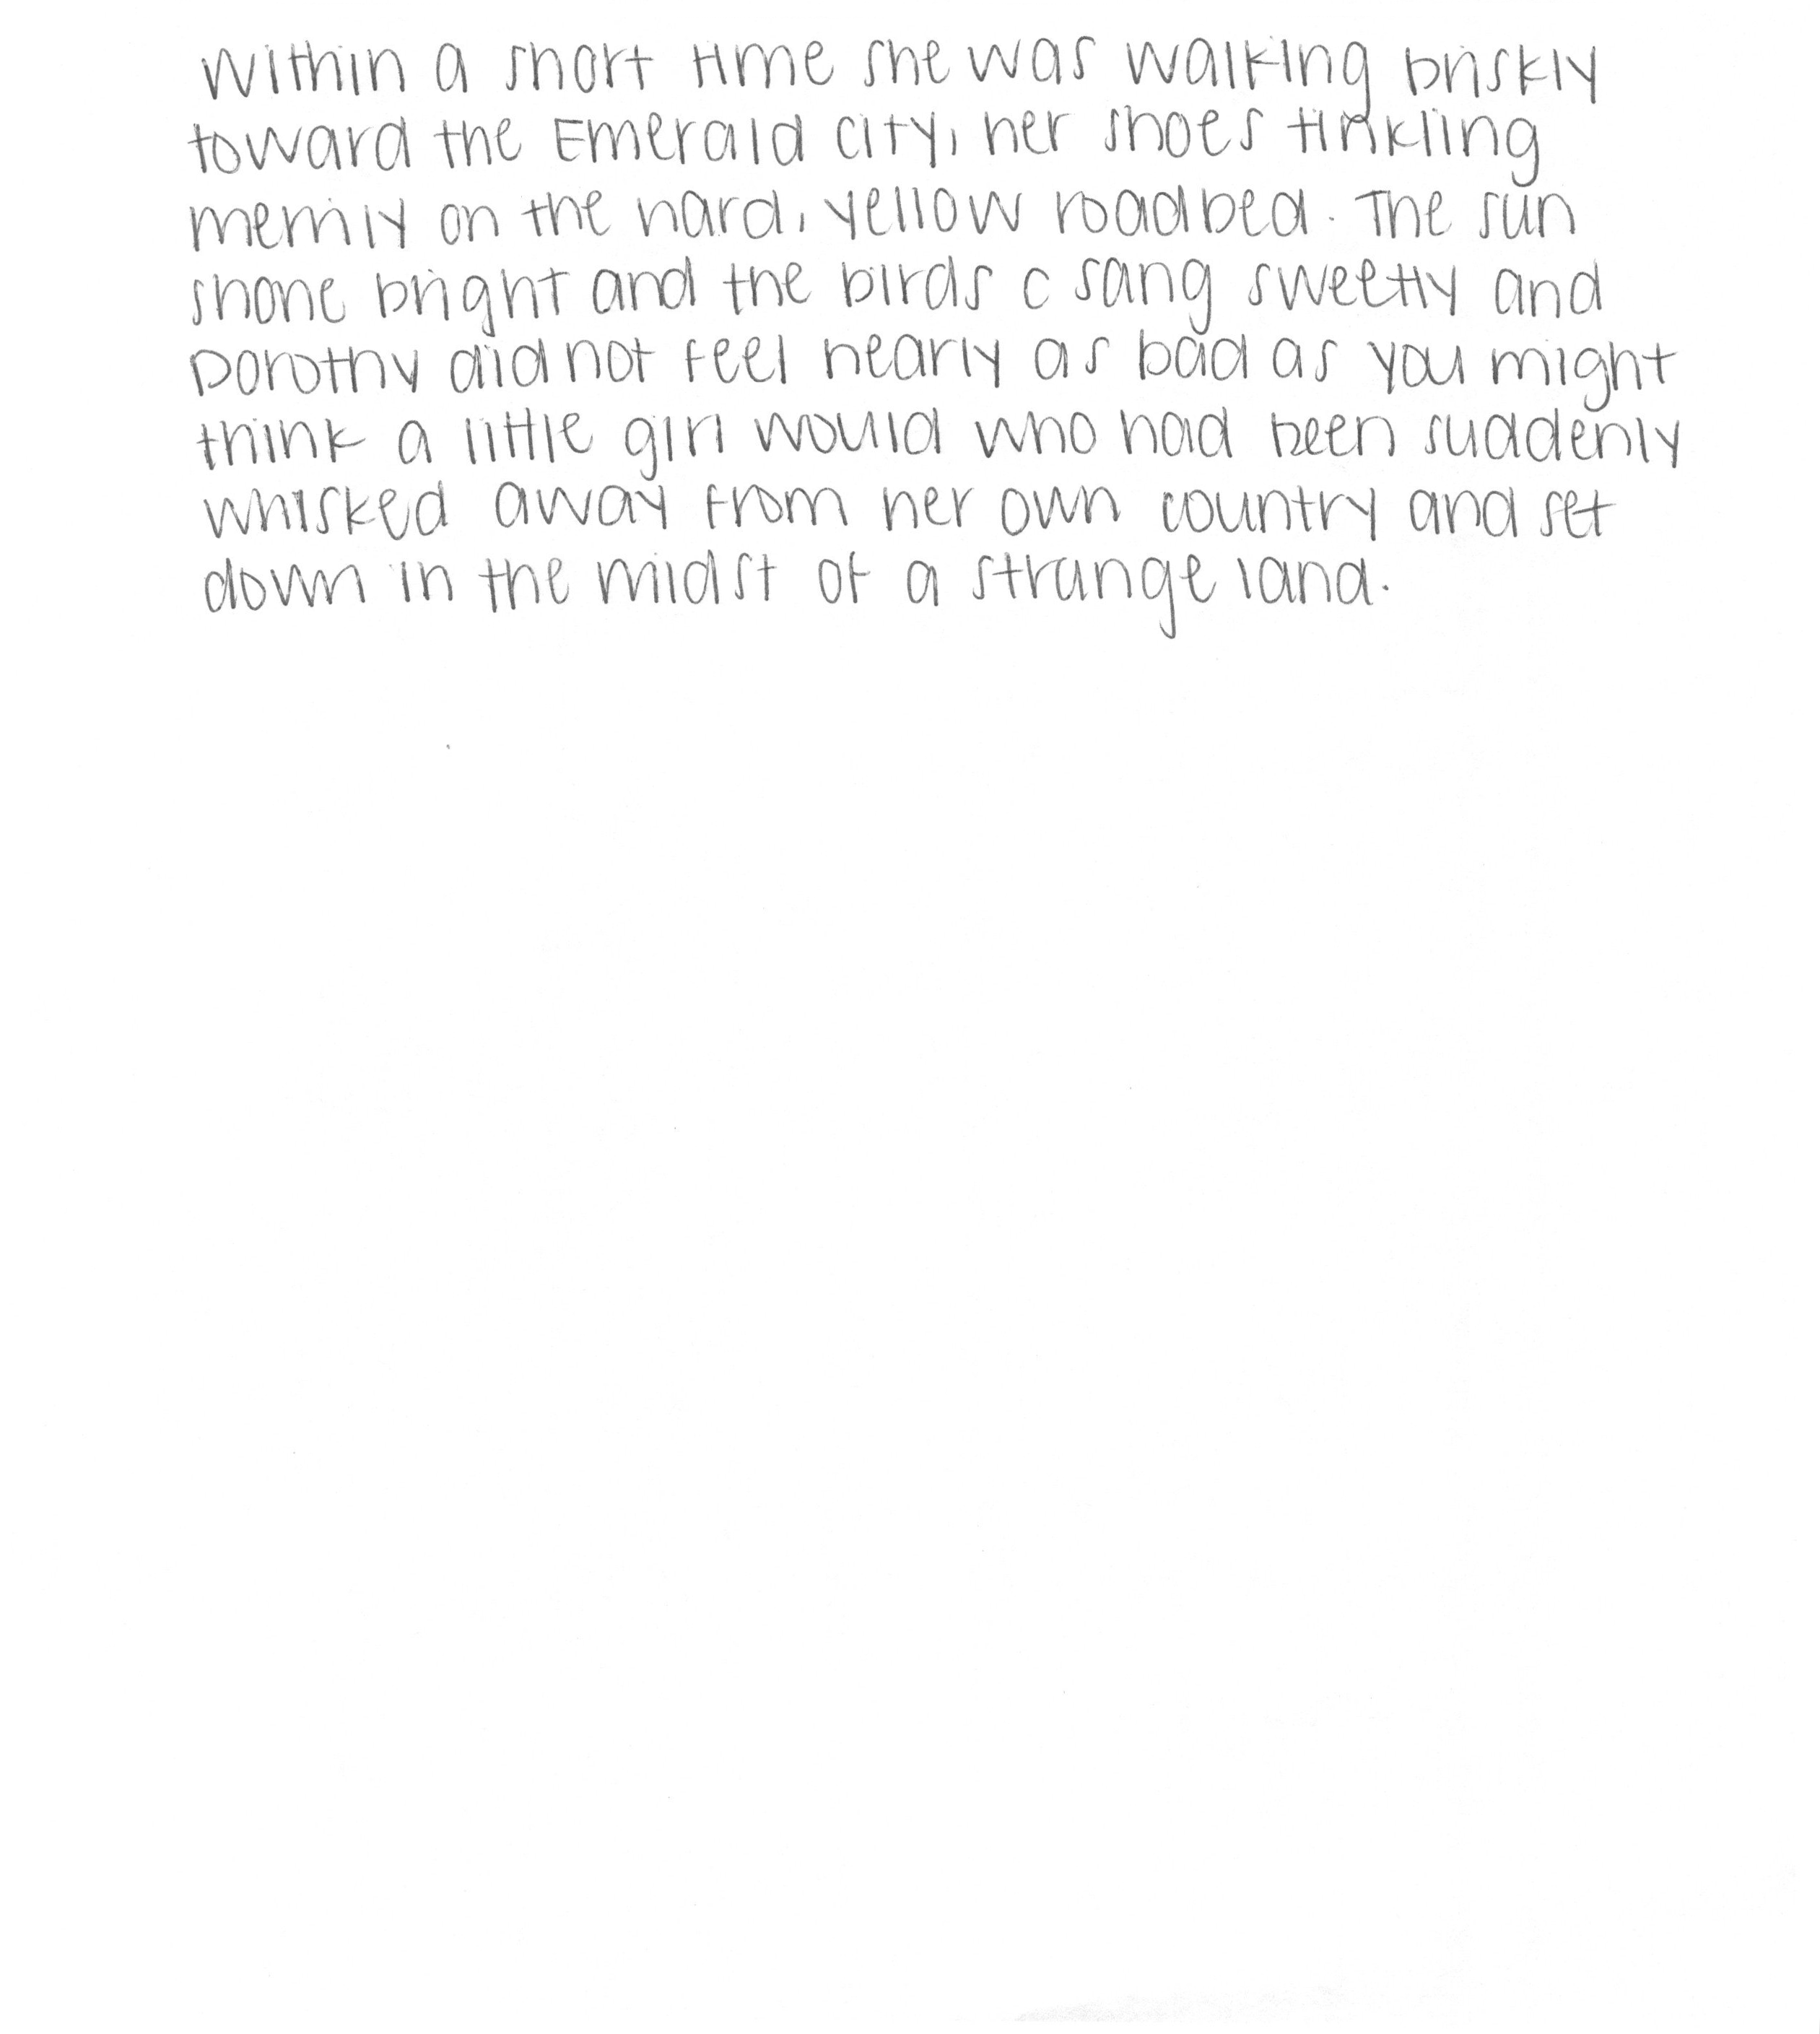 Within a short time she was walking briskly
toward the Emerald City, her shoes tinkling
merrily on the hard, yellow roadbed. The sun
shone bright and the birds c sang sweetly and
Dorothy did not feel nearly as bad as you might
think a little girl would who had been suddenly
whisked away from her own country and set
down in the midst of a strange land.